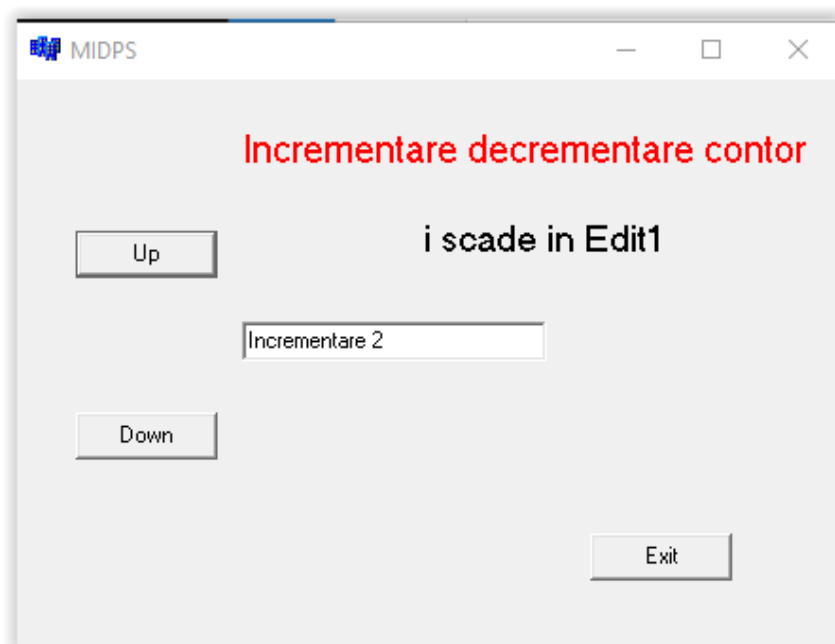 MIDPS
Incrementare decrementare contor
i scade in Edit1
Up
Incrementare 2
Down
Exit